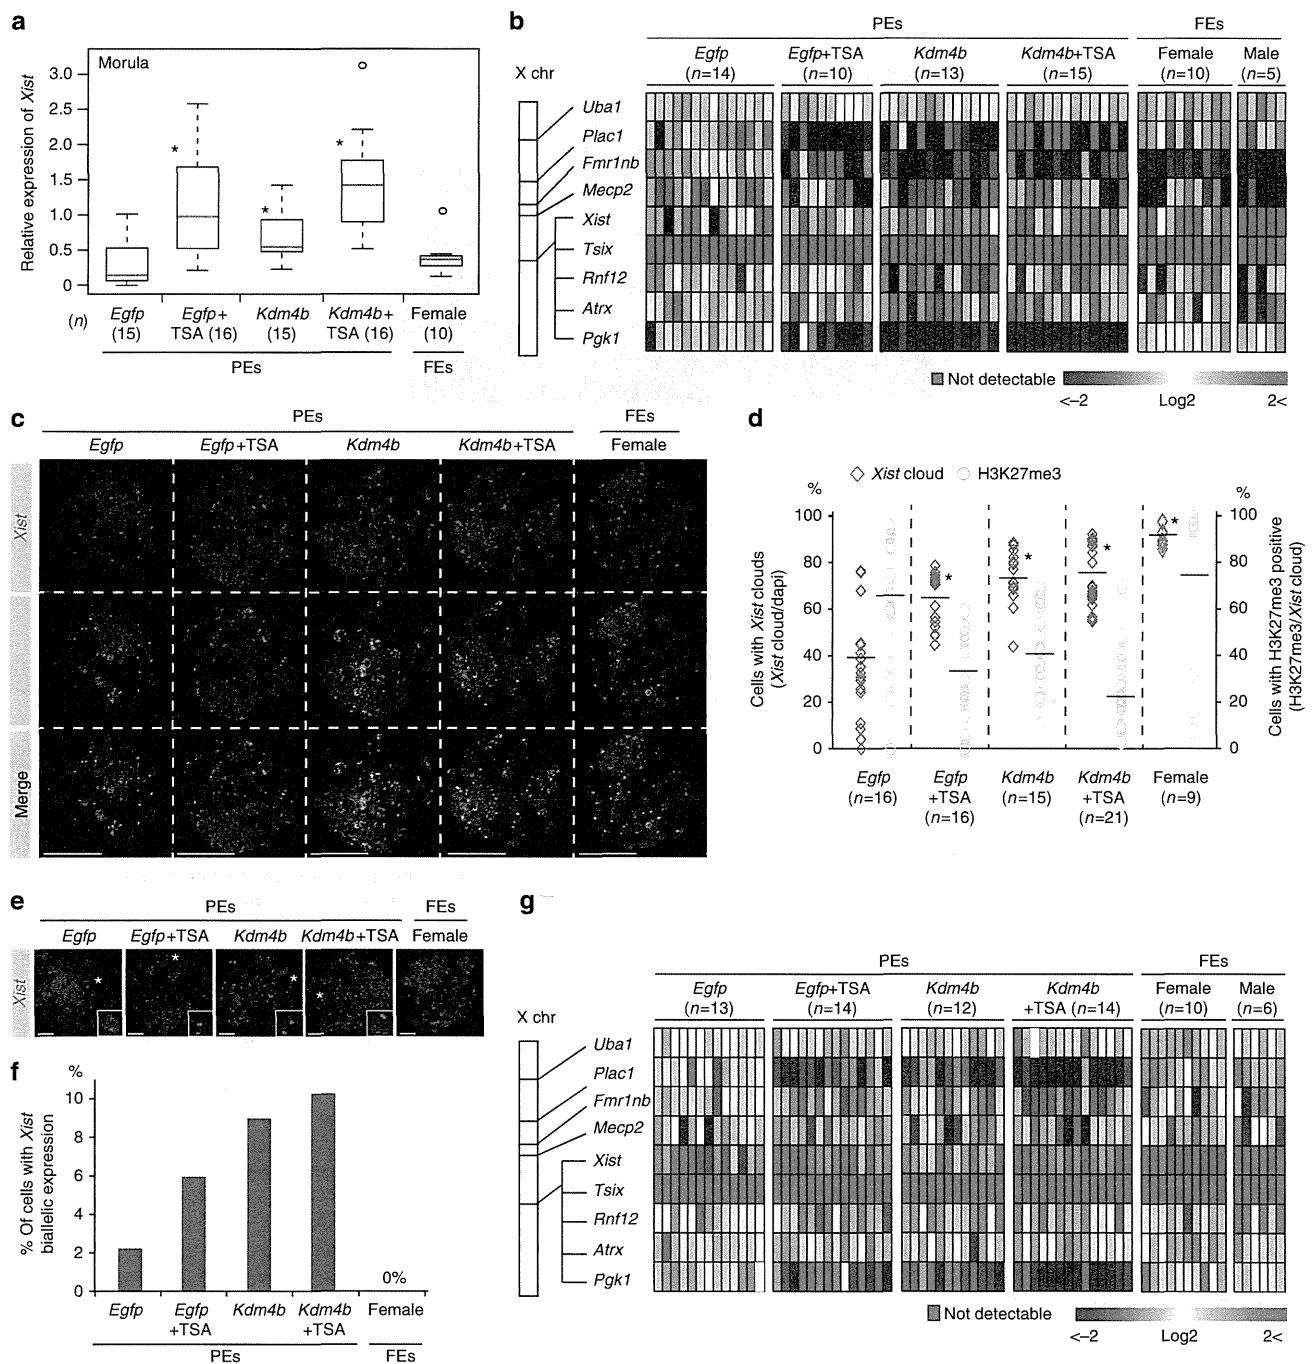 a
Morula
Relative expression of Xist
3.0
2.5
2.0
1.5
1.0
0.5
0
*
*
*
(n)
Egfp (15)
Egfp+ TSA (16)
Kdm4b (15)
Kdm4b+ TSA (16)
Female (10)
PEs
FEs
b
PEs
FEs
Egfp (n=14)
Egfp+TSA (n=10)
Kdm4b (n=13)
Kdm4b+TSA (n=15)
Female (n=10)
Male (n=5)
X chr
Uba1
Plac1
Fmr1nb
Mecp2
Xist
Tsix
Rnf12
Atrx
Pgk1
Not detectable
<–2
Log2
2<
c
PEs
FEs
Egfp
Egfp+TSA
Kdm4b
Kdm4b+TSA
Female
Xist
Merge
d
Xist cloud
H3K27me3
%
%
Cells with Xist clouds
(Xist cloud/dapi)
100
80
60
40
20
0
*
*
*
*
100
80
60
40
20
0
Cells with H3K27me3 positive
(H3K27me3/Xist cloud)
Egfp (n=16)
Egfp +TSA (n=16)
Kdm4b (n=15)
Kdm4b +TSA (n=21)
Female (n=9)
e
PEs
FEs
Egfp
Egfp+TSA
Kdm4b
Kdm4b+TSA
Female
Xist
*
*
*
*
f
%
% Of cells with Xist
biallelic expression
10
8
6
4
2
0
0%
Egfp
Egfp +TSA
Kdm4b
Kdm4b +TSA
Female
PEs
FEs
g
PEs
FEs
Egfp (n=13)
Egfp+TSA (n=14)
Kdm4b (n=12)
Kdm4b +TSA (n=14)
Female (n=10)
Male (n=6)
X chr
Uba1
Plac1
Fmr1nb
Mecp2
Xist
Tsix
Rnf12
Atrx
Pgk1
Not detectable
<–2
Log2
2<